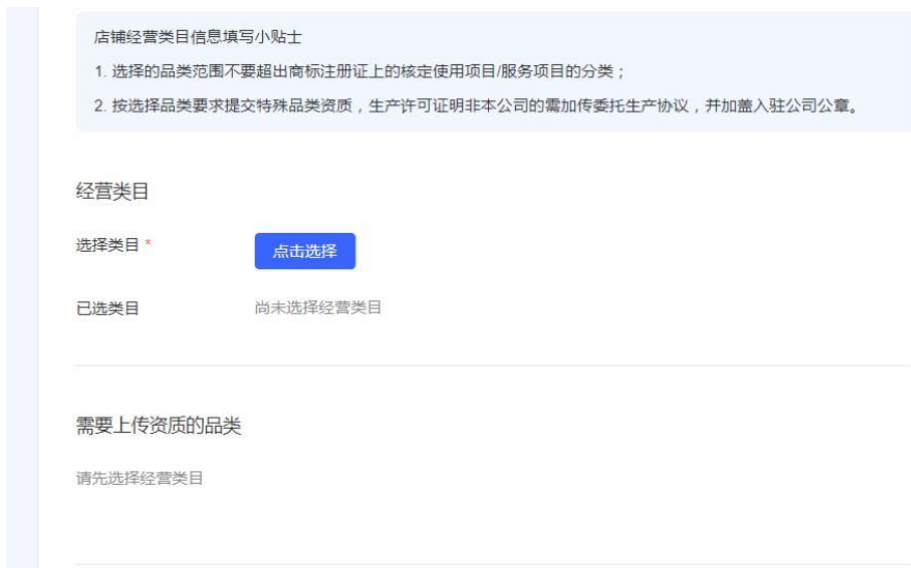 店铺经营类目信息填写小贴士
1. 选择的品类范围不要超出商标注册证上的核定使用项目/服务项目的分类；
2. 按选择品类要求提交特殊品类资质，生产许可证明非本公司的需加传委托生产协议，并加盖入驻公司公章。
经营类目
选择类目 * 点击选择
已选类目 尚未选择经营类目
需要上传资质的品类
请先选择经营类目